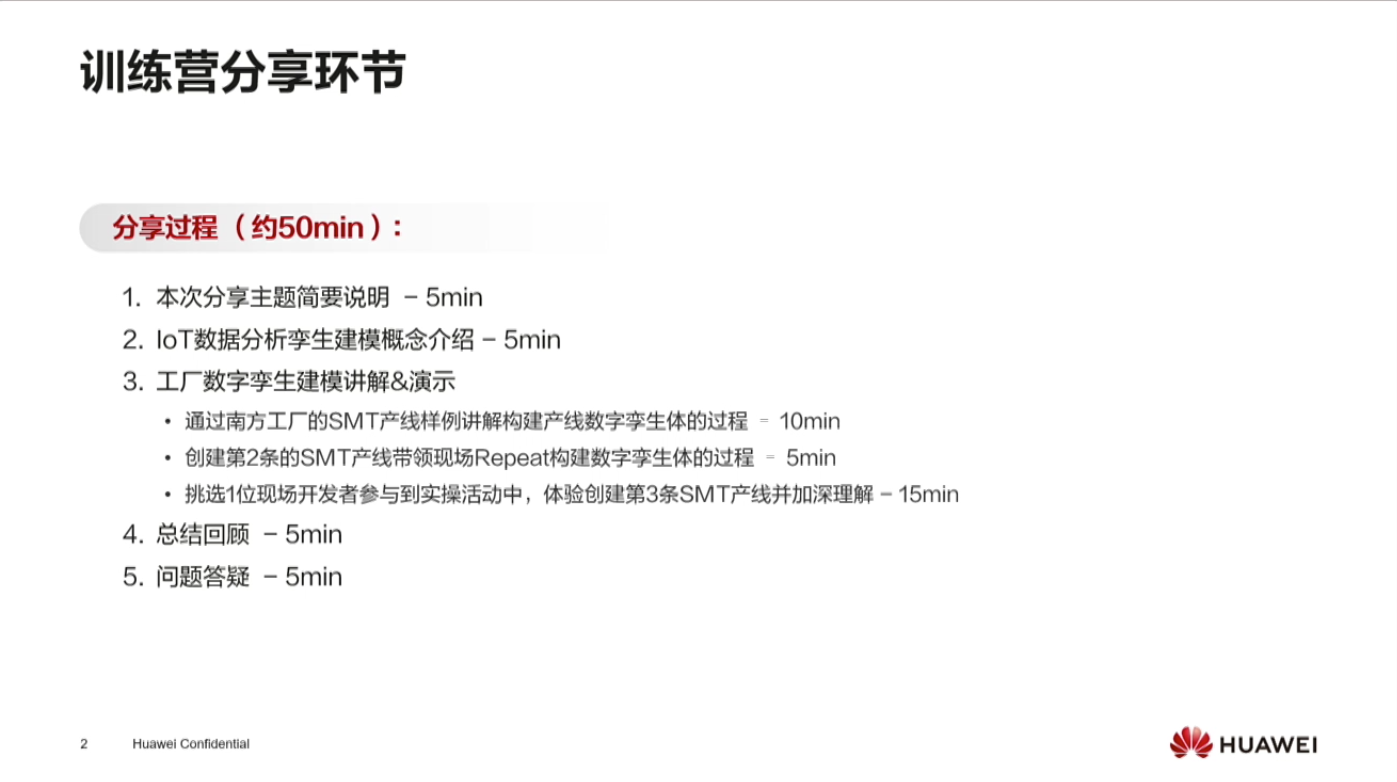 训练营分享环节
分享过程（约50min）：
1. 本次分享主题简要说明 – 5min
2. IoT数据分析孪生建模概念介绍 – 5min
3. 工厂数字孪生建模讲解&演示
• 通过南方工厂的SMT产线样例讲解构建产线数字孪生体的过程 = 10min
• 创建第2条的SMT产线带领现场Repeat构建数字孪生体的过程 = 5min
• 挑选1位现场开发者参与到实操活动中，体验创建第3条SMT产线并加深理解 – 15min
4. 总结回顾 – 5min
5. 问题答疑 – 5min
2 Huawei Confidential
HUAWEI